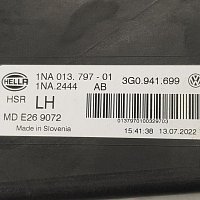 HELLA 1NA 013.797-01 3G0.941.699
1NA.2444 AB
HSR LH
MD E26 9072
Made in Slovenia 15:41:38 13.07.2022